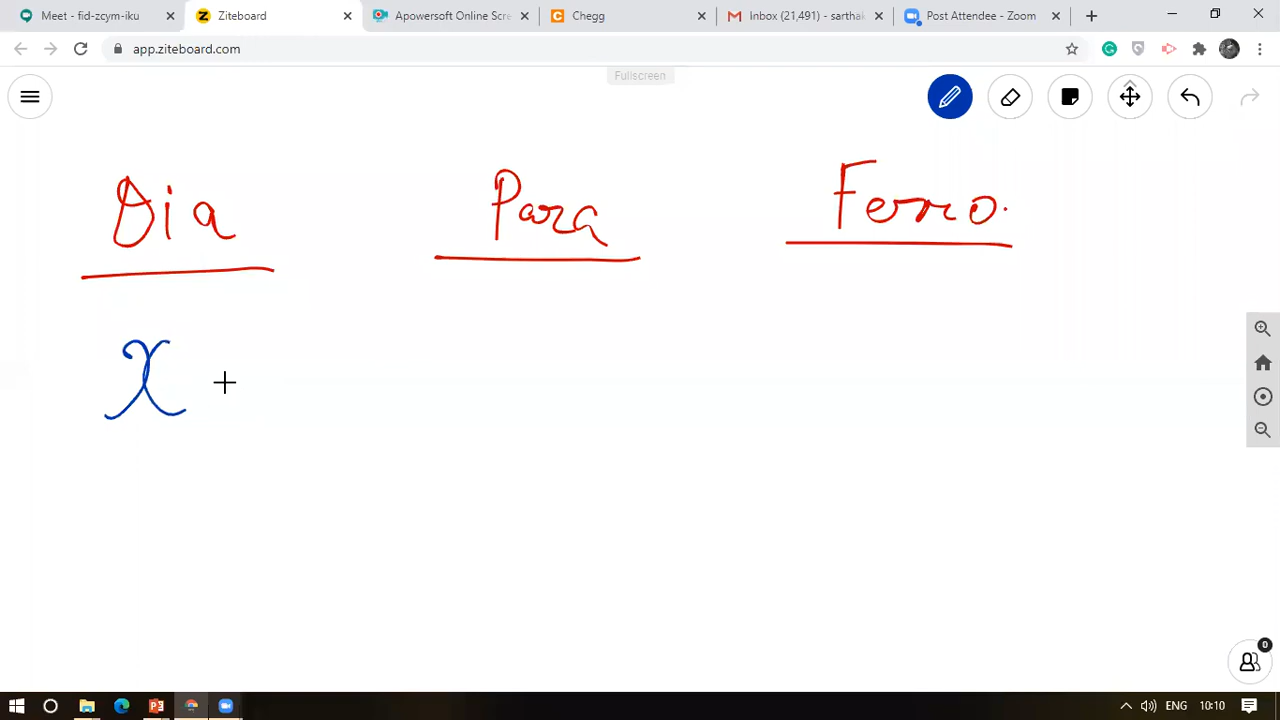 Meet - fid-zcym-iku
Ziteboard
Apowersoft Online Scre
Chegg
Inbox (21,491) - sarthak
Post Attendee - Zoom
app.ziteboard.com
Fullscreen
Dia Para Ferro.
χ
0
ENG 10:10